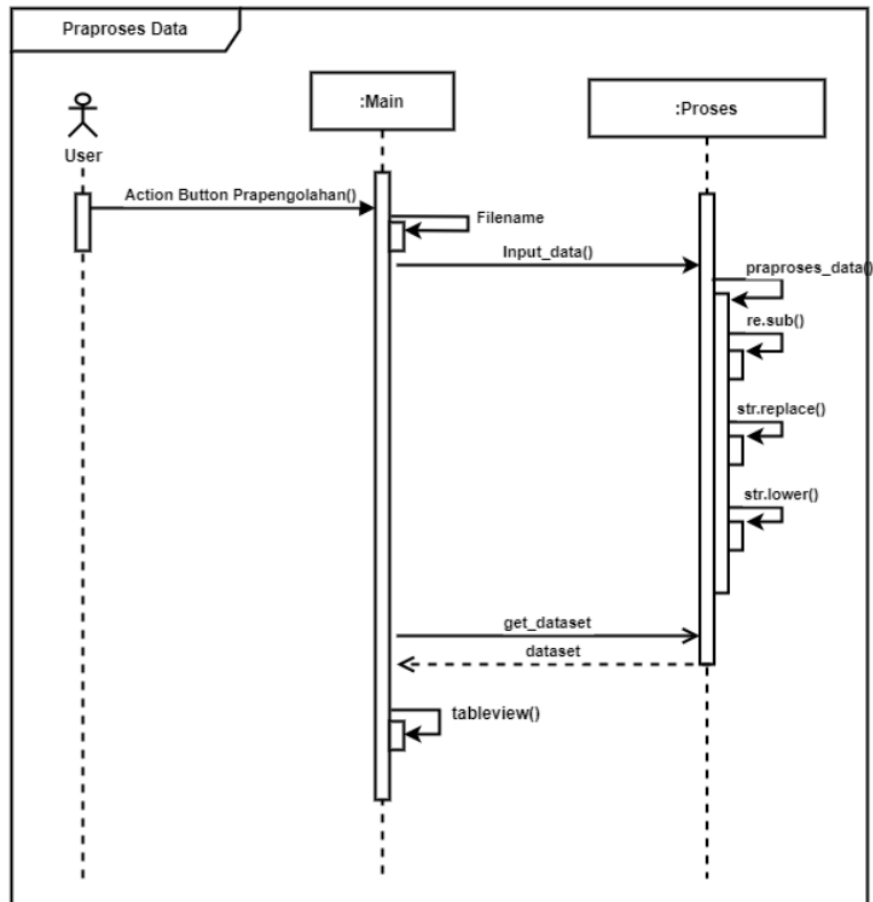 Praproses Data
:Main
:Proses
User
Action Button Prapengolahan()
Filename
Input_data()
praproses_data()
re.sub()
str.replace()
str.lower()
get_dataset
dataset
tableview()